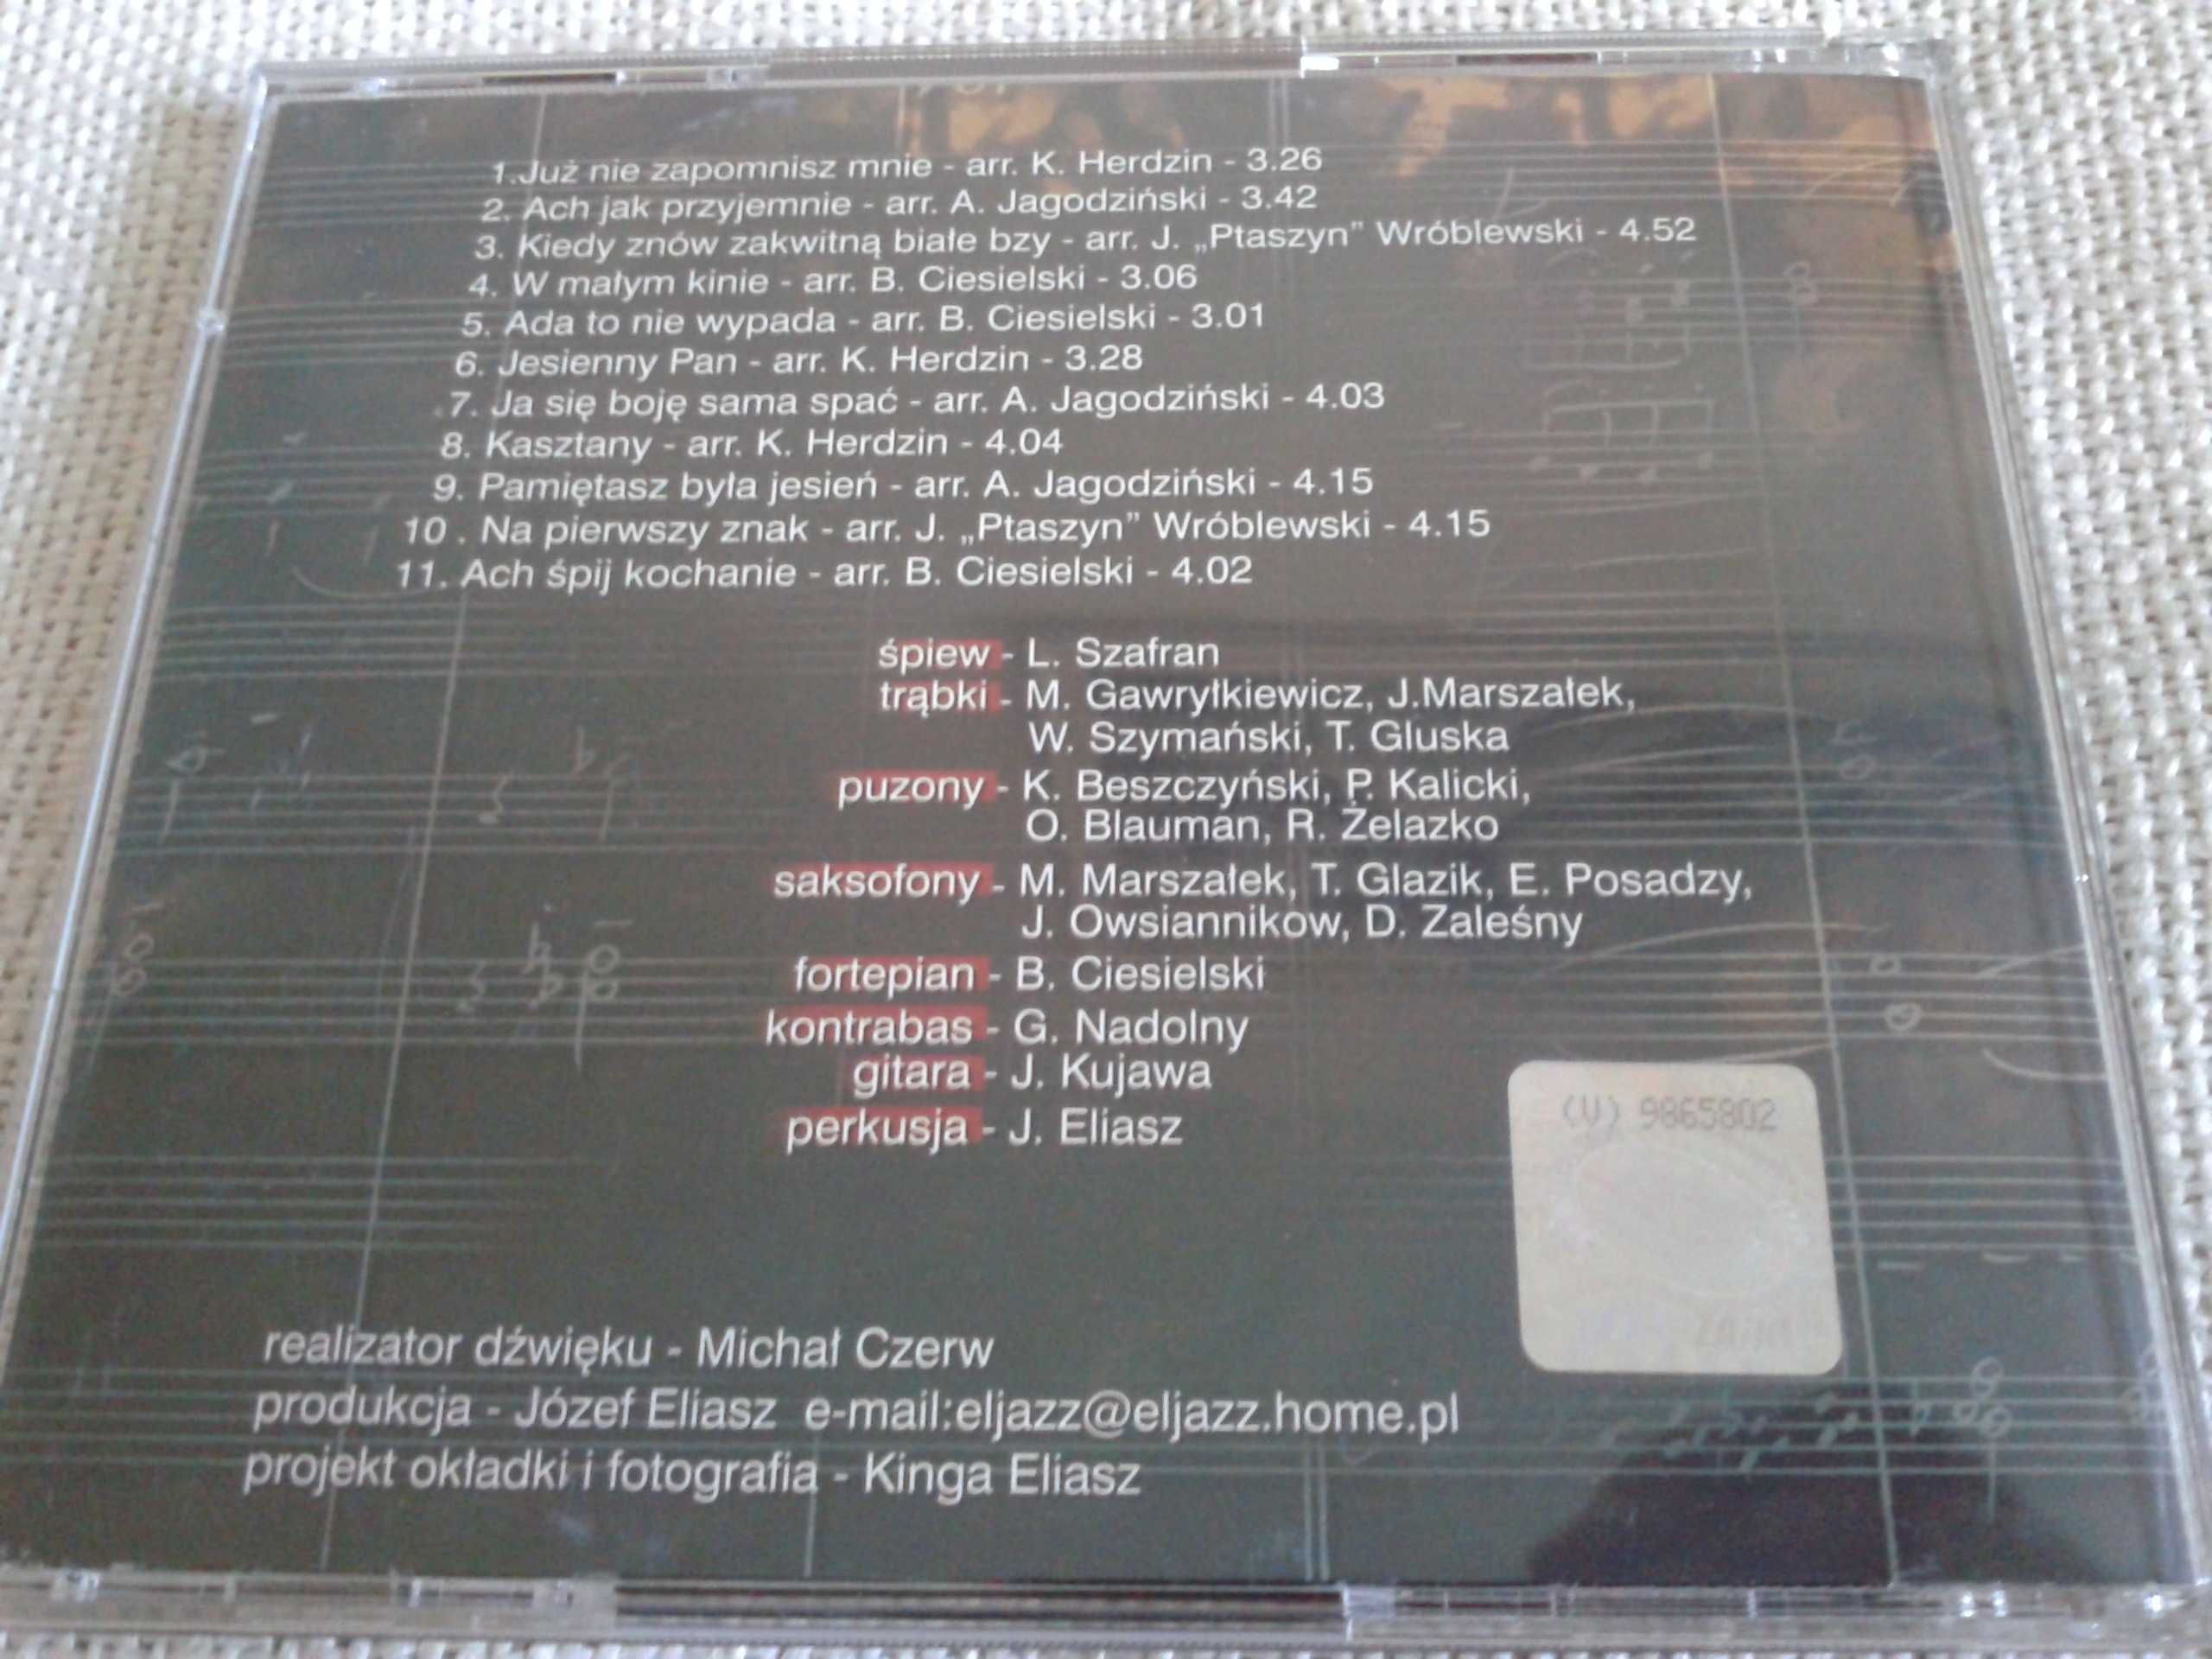 1.Już nie zapomnisz mnie - arr. K. Herdzin - 3.26
2. Ach jak przyjemnie - arr. A. Jagodziński - 3.42
3. Kiedy znów zakwitną białe bzy - arr. J. „Ptaszyn” Wróblewski - 4.52
4. W małym kinie - arr. B. Ciesielski - 3.06
5. Ada to nie wypada - arr. B. Ciesielski - 3.01
6. Jesienny Pan - arr. K. Herdzin - 3.28
7. Ja się boję sama spać - arr. A. Jagodziński - 4.03
8. Kasztany - arr. K. Herdzin - 4.04
9. Pamiętasz była jesień - arr. A. Jagodziński - 4.15
10 . Na pierwszy znak - arr. J. „Ptaszyn” Wróblewski - 4.15
11. Ach śpij kochanie - arr. B. Ciesielski - 4.02
śpiew - L. Szafran
trąbki - M. Gawryłkiewicz, J.Marszałek,
W. Szymański, T. Gluska
puzony - K. Beszczyński, P. Kalicki,
O. Blauman, R. Żelazko
saksofony - M. Marszałek, T. Glazik, E. Posadzy,
J. Owsiannikow, D. Zaleśny
fortepian - B. Ciesielski
kontrabas - G. Nadolny
gitara - J. Kujawa
perkusja - J. Eliasz
(V) 9865802
realizator dźwięku - Michał Czerw
produkcja - Józef Eliasz e-mail:eljazz@eljazz.home.pl
projekt okładki i fotografia - Kinga Eliasz